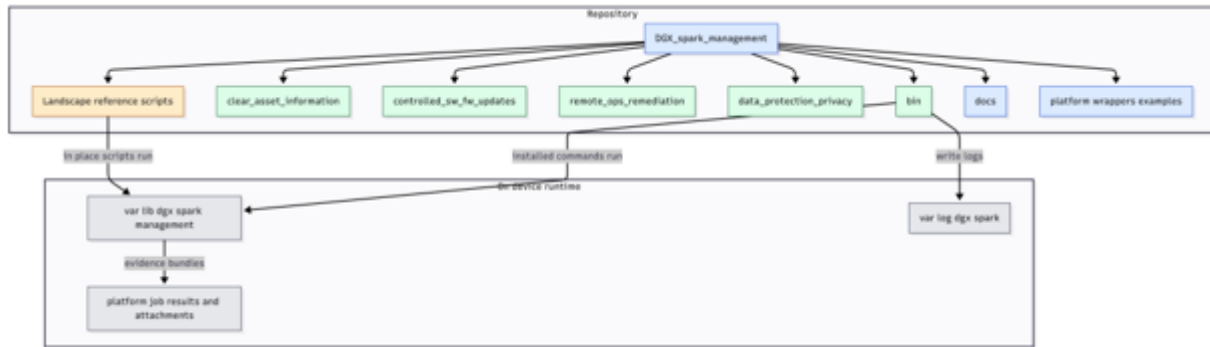 Repository
DGX_spark_management
Landscape reference scripts
clear_asset_information
controlled_sw_fw_updates
remote_ops_remediation
data_protection_privacy
bin
docs
platform wrappers examples
In place scripts run
Installed commands run
write logs
On device runtime
var lib dgx spark
management
var log dgx spark
evidence bundles
platform job results and
attachments